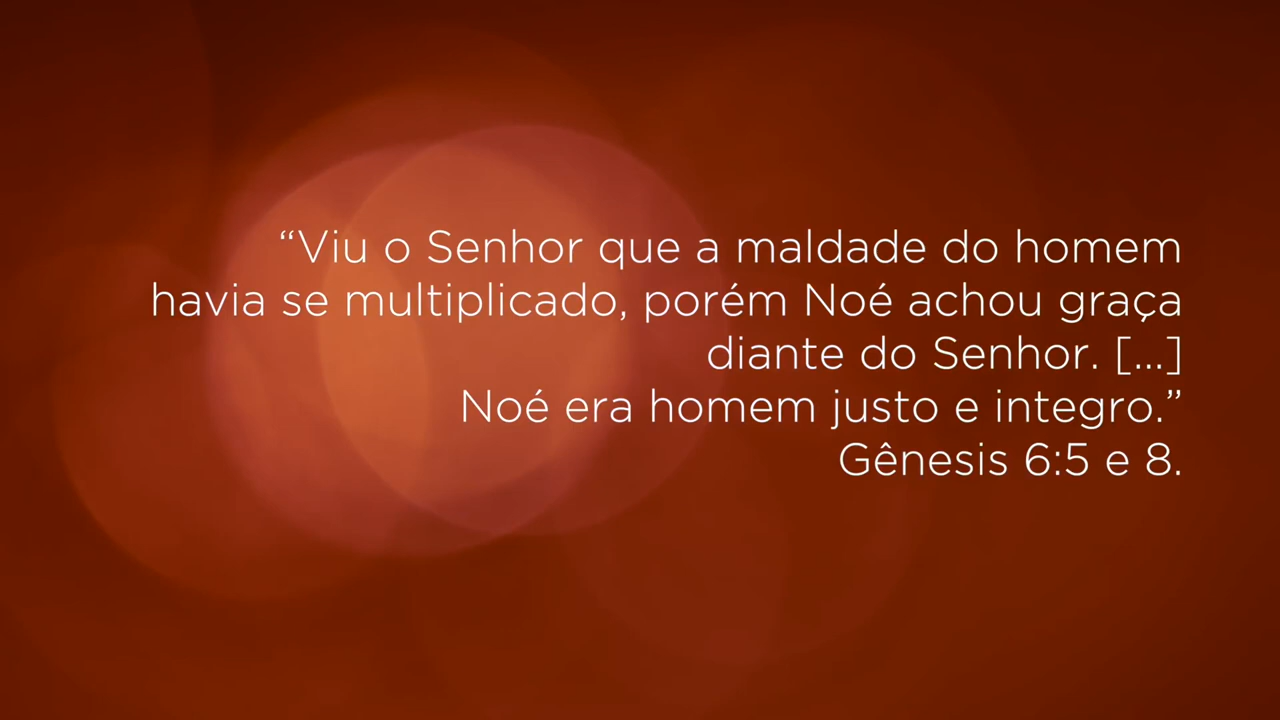 “Viu o Senhor que a maldade do homem
havia se multiplicado, porém Noé achou graça
diante do Senhor. [...]
Noé era homem justo e integro.”
Gênesis 6:5 e 8.